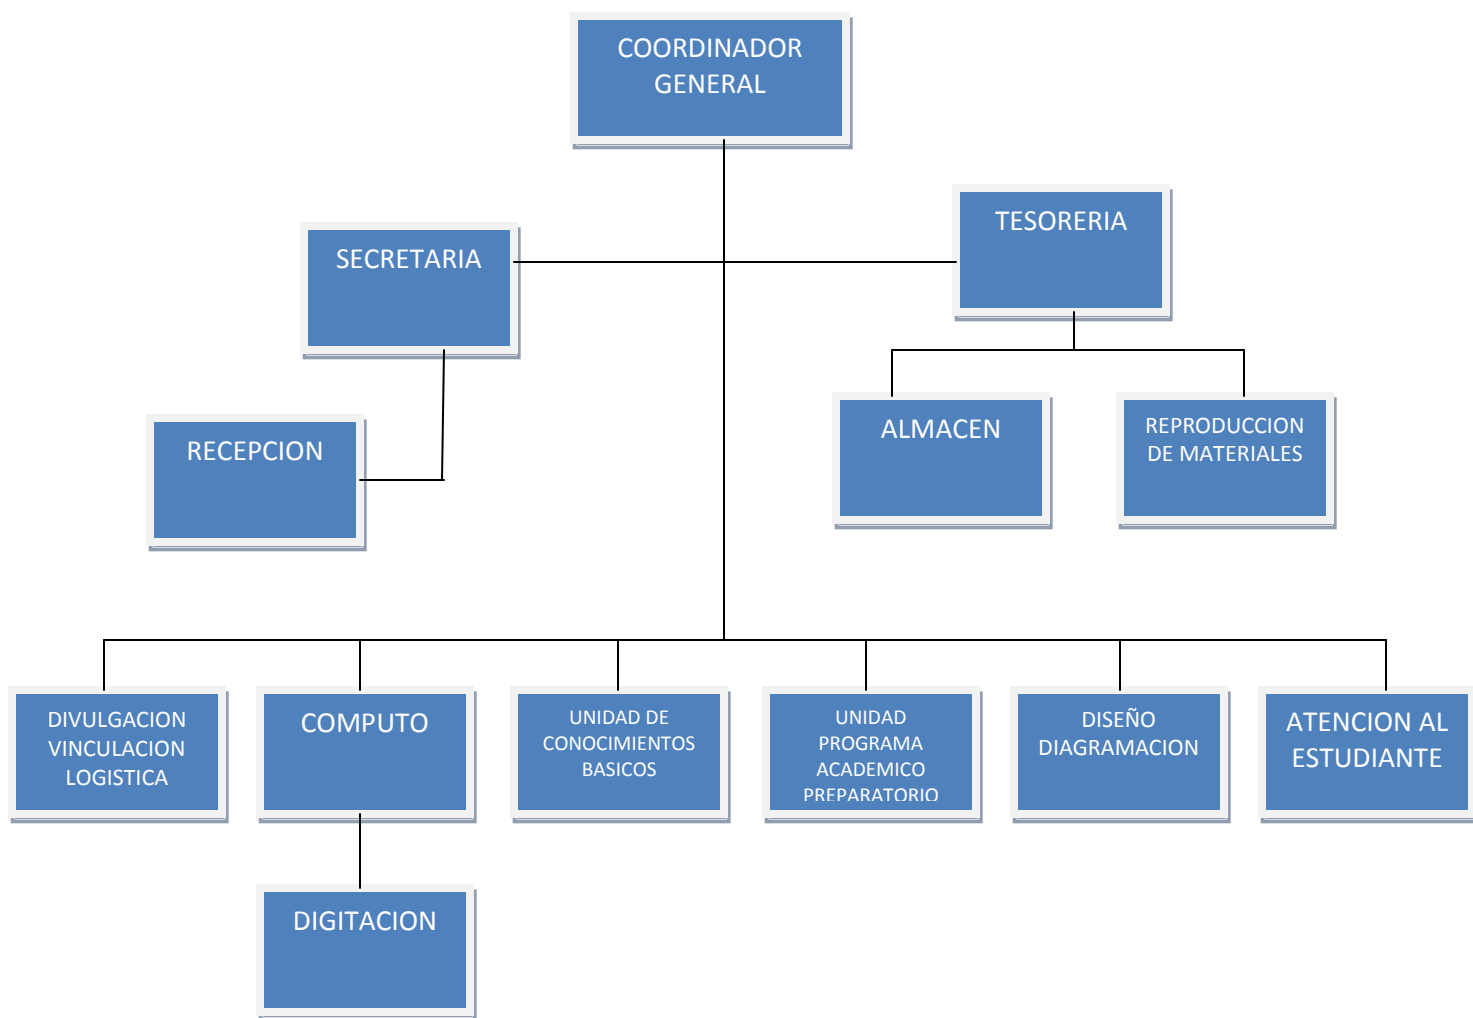 COORDINADOR
GENERAL
TESORERIA
SECRETARIA
ALMACEN
REPRODUCCION
DE MATERIALES
RECEPCION
DIVULGACION
VINCULACION
LOGISTICA
COMPUTO
UNIDAD DE
CONOCIMIENTOS
BASICOS
UNIDAD
PROGRAMA
ACADEMICO
PREPARATORIO
DISEÑO
DIAGRAMACION
ATENCION AL
ESTUDIANTE
DIGITACION